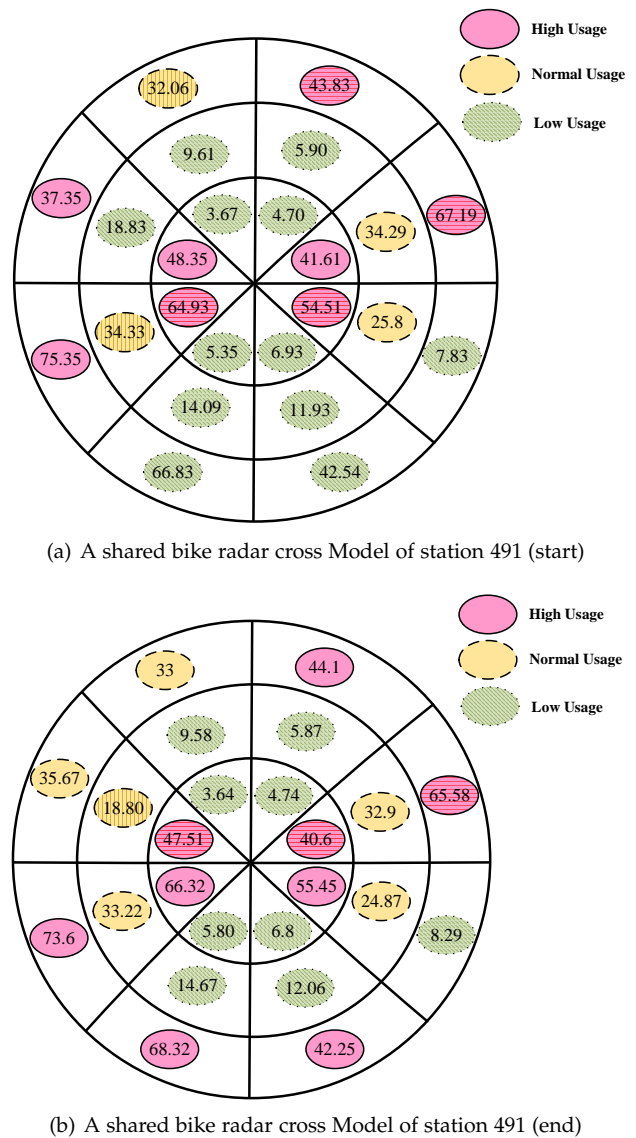 High Usage
32.06 43.83
Normal Usage
9.61 5.90
Low Usage
37.35 3.67 4.70 67.19
18.83 34.29
48.35 41.61
64.93 54.51
34.33 25.8
75.35 5.35 6.93 7.83
14.09 11.93
66.83 42.54
(a) A shared bike radar cross Model of station 491 (start)
High Usage
33 44.1
Normal Usage
9.58 5.87
Low Usage
35.67 3.64 4.74 65.58
18.80 32.9
47.51 40.6
66.32 55.45
33.22 24.87
73.6 5.80 6.8 8.29
14.67 12.06
68.32 42.25
(b) A shared bike radar cross Model of station 491 (end)